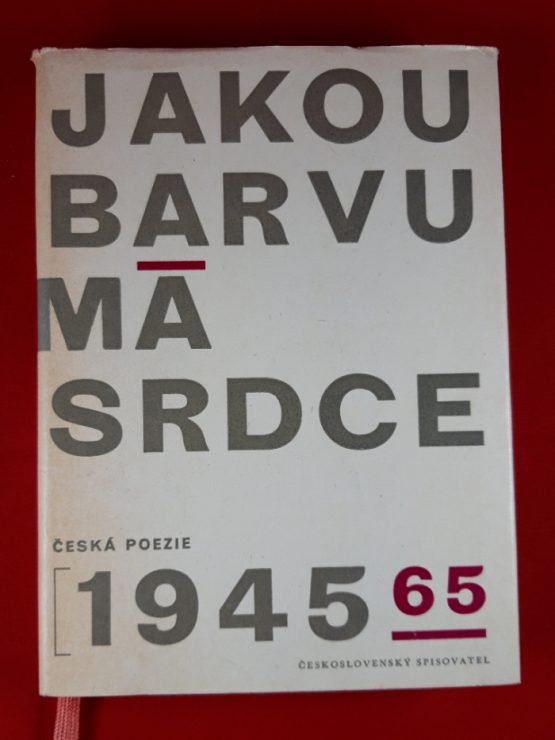 JAKOU
BARVU
MÁ
SRDCE
ČESKÁ POEZIE
[1945 65
ČESKOSLOVENSKÝ SPISOVATEL